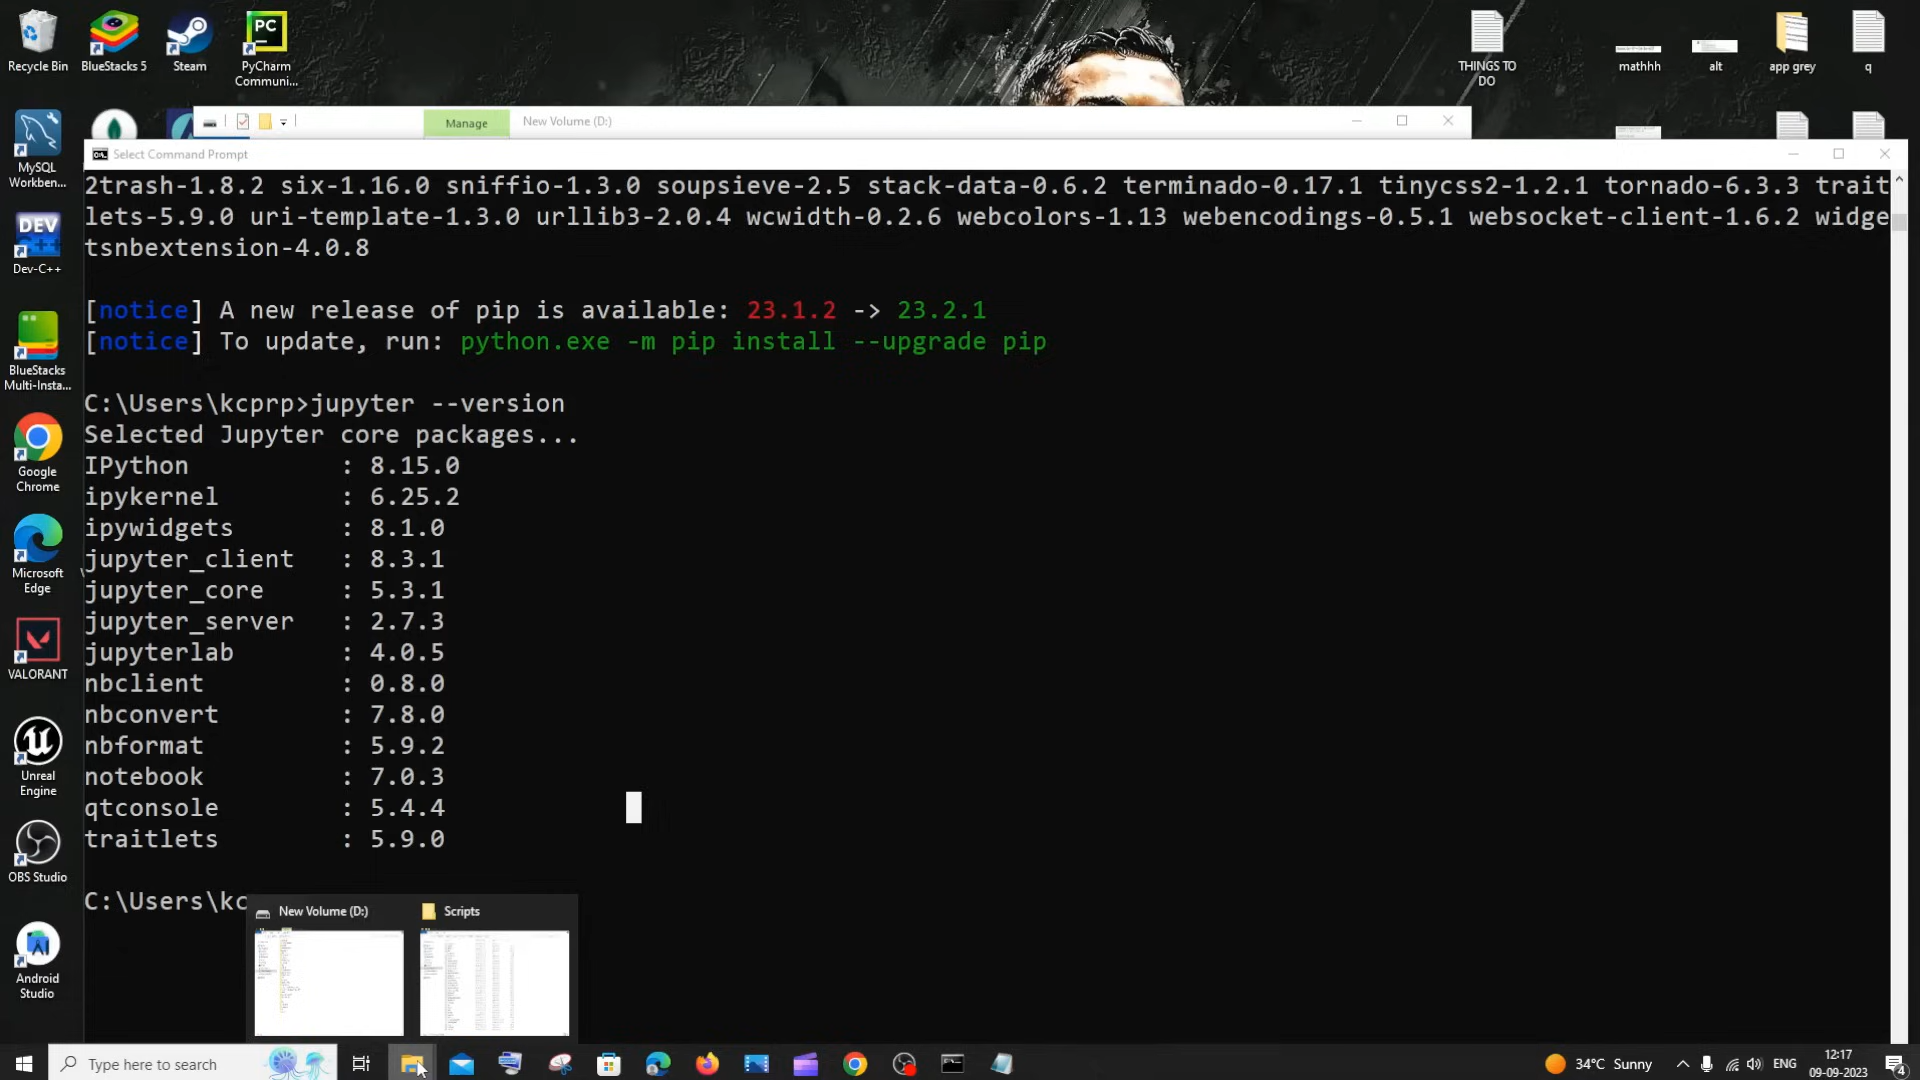 Recycle Bin
BlueStacks 5
Steam
PC
PyCharm
Communi...
THINGS TO
DO
mathhh
alt
app grey
q
MySQL
Workben...
DEV
Dev-C++
BlueStacks
Multi-Insta...
Google
Chrome
Microsoft
Edge
VALORANT
Unreal
Engine
OBS Studio
Android
Studio
Manage
New Volume (D:)
Select Command Prompt
2trash-1.8.2 six-1.16.0 sniffio-1.3.0 soupsieve-2.5 stack-data-0.6.2 terminado-0.17.1 tinycss2-1.2.1 tornado-6.3.3 trait
lets-5.9.0 uri-template-1.3.0 urllib3-2.0.4 wcwidth-0.2.6 webcolors-1.13 webencodings-0.5.1 websocket-client-1.6.2 widge
tsnbextension-4.0.8
[notice] A new release of pip is available: 23.1.2 -> 23.2.1
[notice] To update, run: python.exe -m pip install --upgrade pip
C:\Users\kcprp>jupyter --version
Selected Jupyter core packages...
IPython : 8.15.0
ipykernel : 6.25.2
ipywidgets : 8.1.0
jupyter_client : 8.3.1
jupyter_core : 5.3.1
jupyter_server : 2.7.3
jupyterlab : 4.0.5
nbclient : 0.8.0
nbconvert : 7.8.0
nbformat : 5.9.2
notebook : 7.0.3
qtconsole : 5.4.4
traitlets : 5.9.0
C:\Users\kc
New Volume (D:)
Scripts
Type here to search
34°C Sunny
ENG
12:17
09-09-2023
4